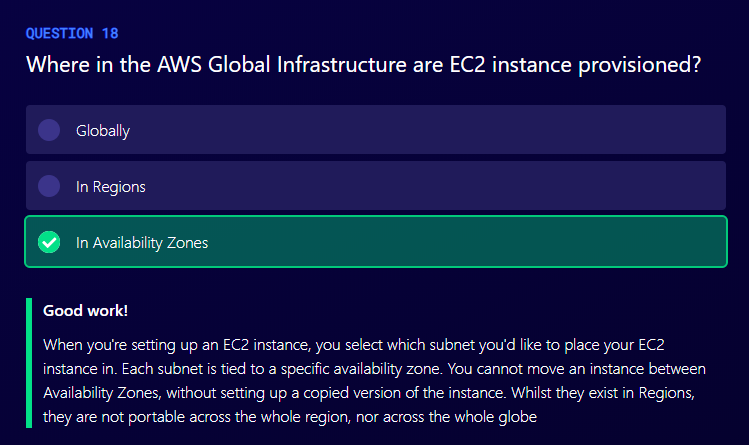 QUESTION 18
Where in the AWS Global Infrastructure are EC2 instance provisioned?
Globally
In Regions
In Availability Zones
Good work!
When you're setting up an EC2 instance, you select which subnet you'd like to place your EC2
instance in. Each subnet is tied to a specific availability zone. You cannot move an instance between
Availability Zones, without setting up a copied version of the instance. Whilst they exist in Regions,
they are not portable across the whole region, nor across the whole globe